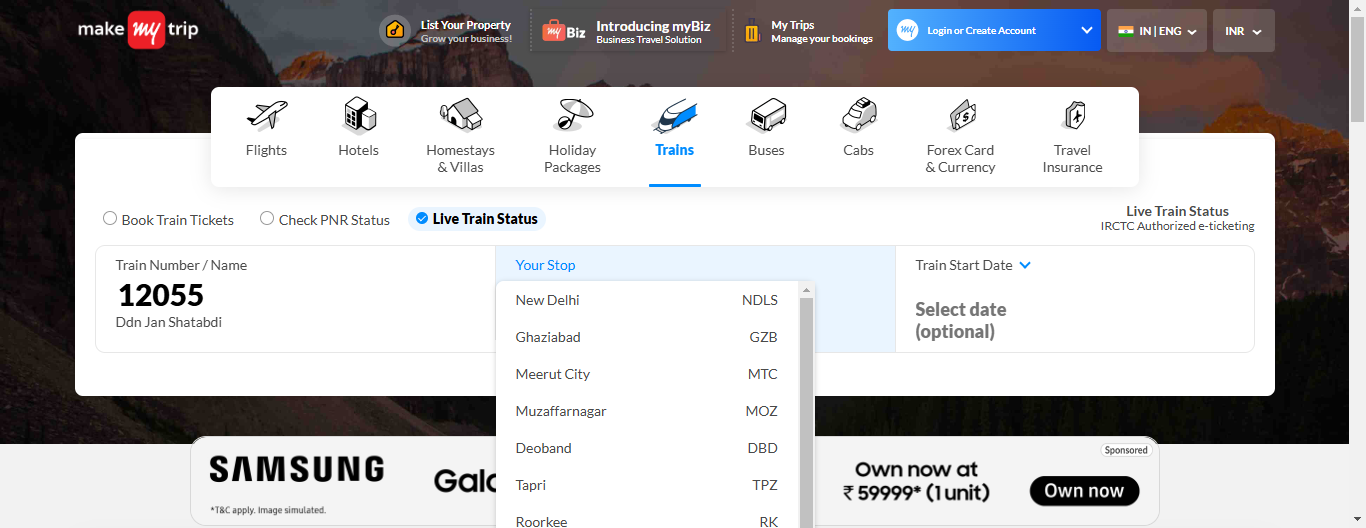 make my trip
List Your Property
Grow your business!
my Biz
Introducing myBiz
Business Travel Solution
My Trips
Manage your bookings
my
Login or Create Account
IN | ENG
INR
Flights
Hotels
Homestays
& Villas
Holiday
Packages
Trains
Buses
Cabs
Forex Card
& Currency
Travel
Insurance
Book Train Tickets
Check PNR Status
Live Train Status
Live Train Status
IRCTC Authorized e-ticketing
Train Number / Name
12055
Ddn Jan Shatabdi
Your Stop
New Delhi NDLS
Ghaziabad GZB
Meerut City MTC
Muzaffarnagar MOZ
Deoband DBD
Tapri TPZ
Roorkee RK
Train Start Date
Select date
(optional)
SAMSUNG
*T&C apply. Image simulated.
Gala
Own now at
₹ 59999* (1 unit)
Sponsored
Own now